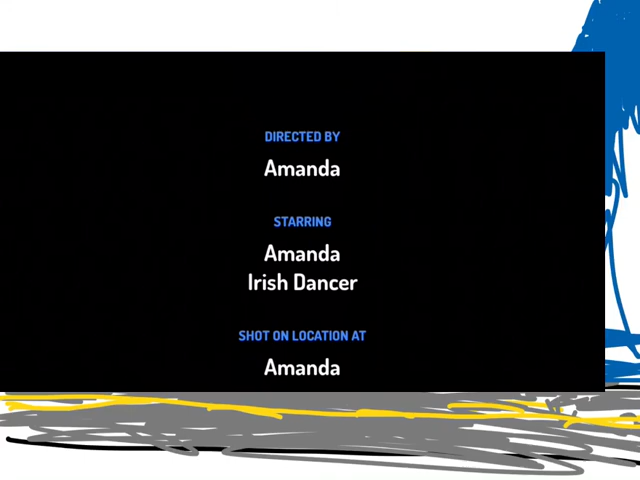 DIRECTED BY
Amanda
STARRING
Amanda
Irish Dancer
SHOT ON LOCATION AT
Amanda